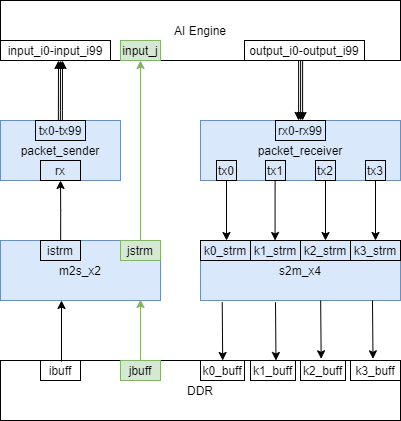 AI Engine
input_i0-input_i99 input_j output_i0-output_i99
tx0-tx99 rx0-rx99
packet_sender packet_receiver
rx tx0 tx1 tx2 tx3
istrm jstrm k0_strm k1_strm k2_strm k3_strm
m2s_x2 s2m_x4
ibuff jbuff k0_buff k1_buff k2_buff k3_buff
DDR